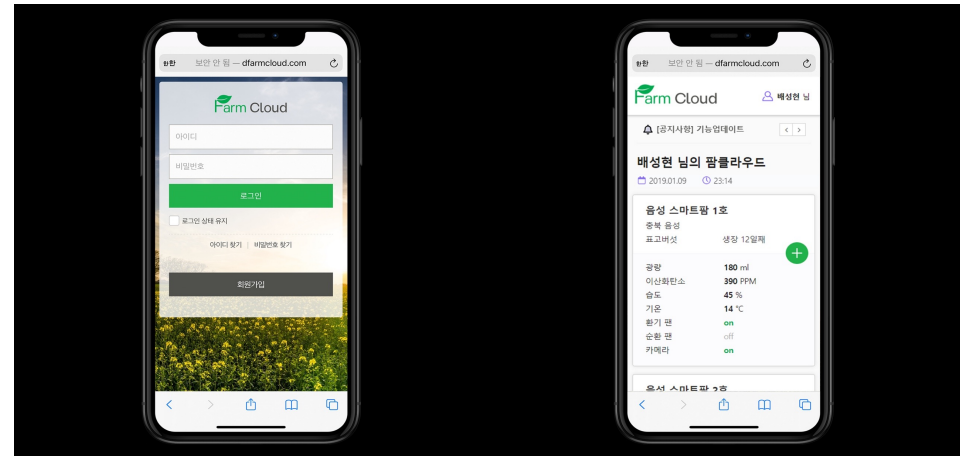 한한 보안 안 됨 — dfarmcloud.com
Farm Cloud
아이디
비밀번호
로그인
로그인 상태 유지
아이디 찾기 | 비밀번호 찾기
회원가입
한한 보안 안 됨 — dfarmcloud.com
Farm Cloud 배성현 님
[공지사항] 기능업데이트
배성현 님의 팜클라우드
2019.01.09 23:14
음성 스마트팜 1호
충북 음성
표고버섯 생장 12일째
광량 180 ml
이산화탄소 390 PPM
습도 45 %
기온 14 °C
환기 팬 on
순환 팬 off
카메라 on
음성 스마트팜 2호